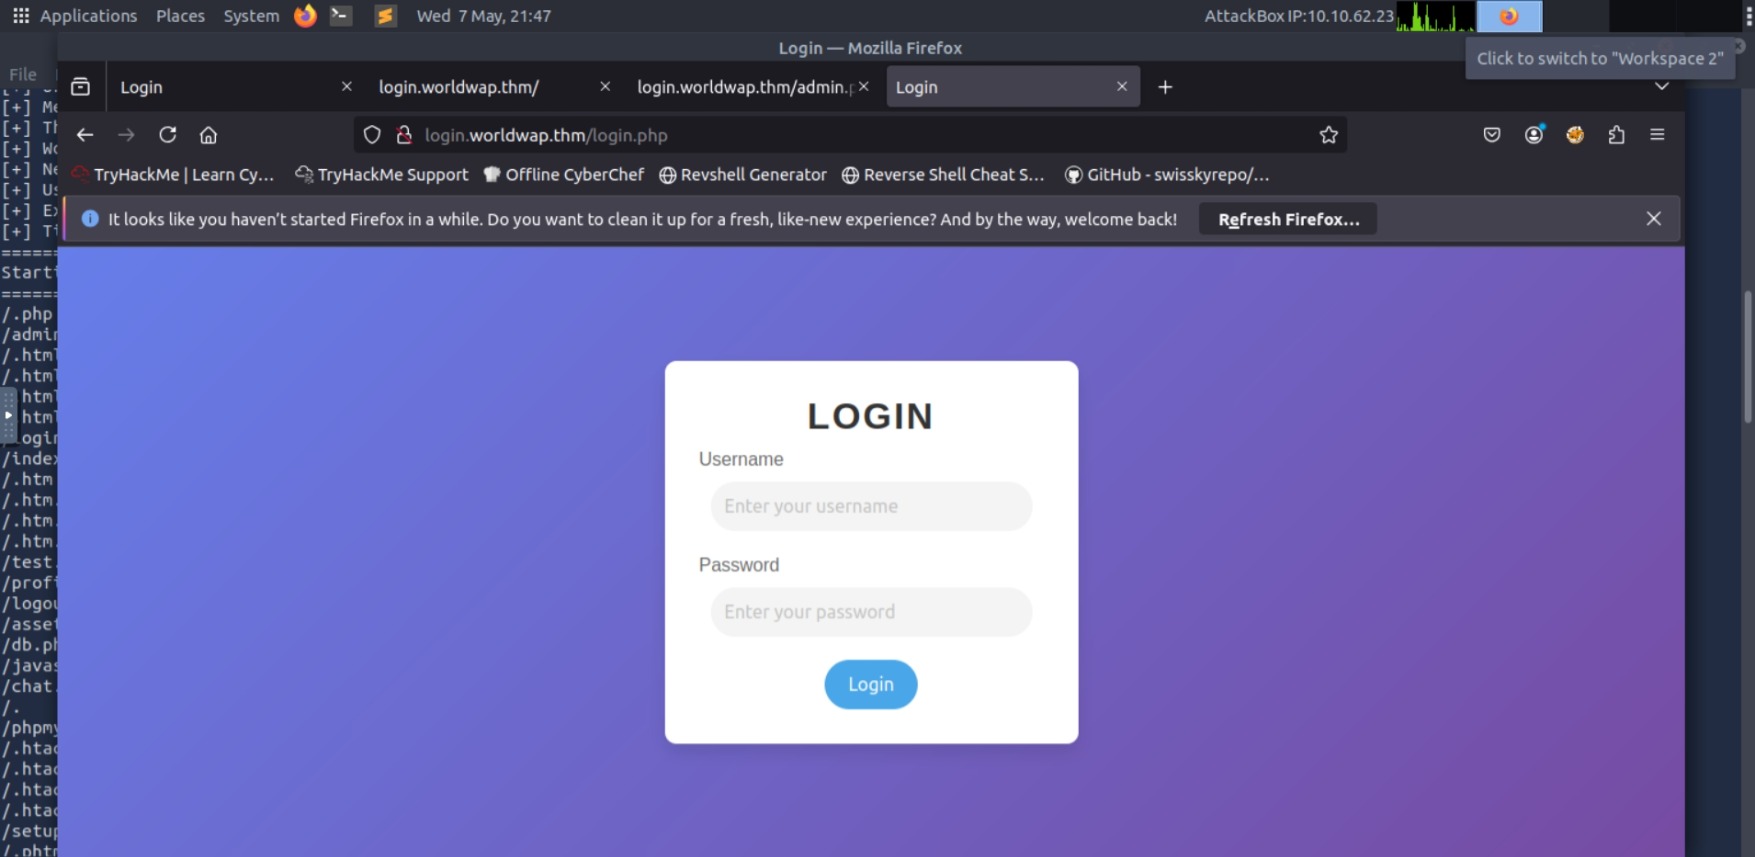 Applications Places System Wed 7 May, 21:47 AttackBox IP:10.10.62.23
Login — Mozilla Firefox
Click to switch to "Workspace 2"
File
Login login.worldwap.thm/ login.worldwap.thm/admin.p Login
login.worldwap.thm/login.php
TryHackMe | Learn Cy... TryHackMe Support Offline CyberChef Revshell Generator Reverse Shell Cheat S... GitHub - swisskyrepo/...
It looks like you haven't started Firefox in a while. Do you want to clean it up for a fresh, like-new experience? And by the way, welcome back! Refresh Firefox...
[+] Me
[+] Th
[+] Wo
[+] Ne
[+] Us
[+] Ex
[+] Ti
======
Starti
======
/.php
/admin
/.html
/.html
.html
.html
login
/index
/.htm
/.htm.
/.htm.
/.htm.
/test.
/profi
/logou
/asset
/db.ph
/javas
/chat.
/.
/phpmy
/.htac
/.htac
/.htac
/.htac
/setup
/.phtm
LOGIN
Username
Enter your username
Password
Enter your password
Login